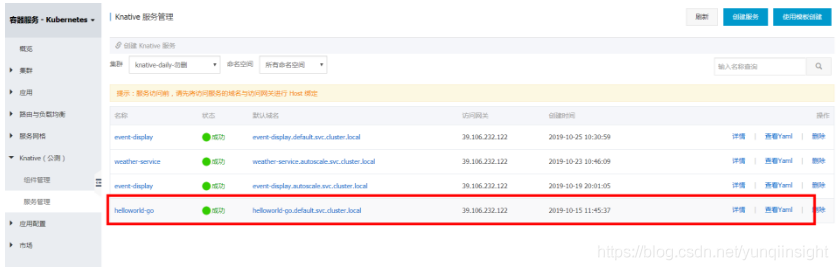 容器服务 - Kubernetes
Knative 服务管理
刷新
创建服务
使用模板创建
概览
集群
应用
路由与负载均衡
服务网格
Knative（公测）
组件管理
服务管理
应用配置
市场
创建 Knative 服务
集群 knative-daily-勿删 命名空间 所有命名空间
输入名称查询
提示：服务访问前，请先将访问服务的域名与访问网关进行 Host 绑定
名称 状态 默认域名 访问网关 创建时间 操作
event-display 成功 event-display.default.svc.cluster.local 39.106.232.122 2019-10-25 10:30:59 详情 查看Yaml 删除
weather-service 成功 weather-service.autoscale.svc.cluster.local 39.106.232.122 2019-10-23 10:46:09 详情 查看Yaml 删除
event-display 成功 event-display.autoscale.svc.cluster.local 39.106.232.122 2019-10-19 20:01:05 详情 查看Yaml 删除
helloworld-go 成功 helloworld-go.default.svc.cluster.local 39.106.232.122 2019-10-15 11:45:37 详情 查看Yaml 删除
https://blog.csdn.net/yunqiinsight